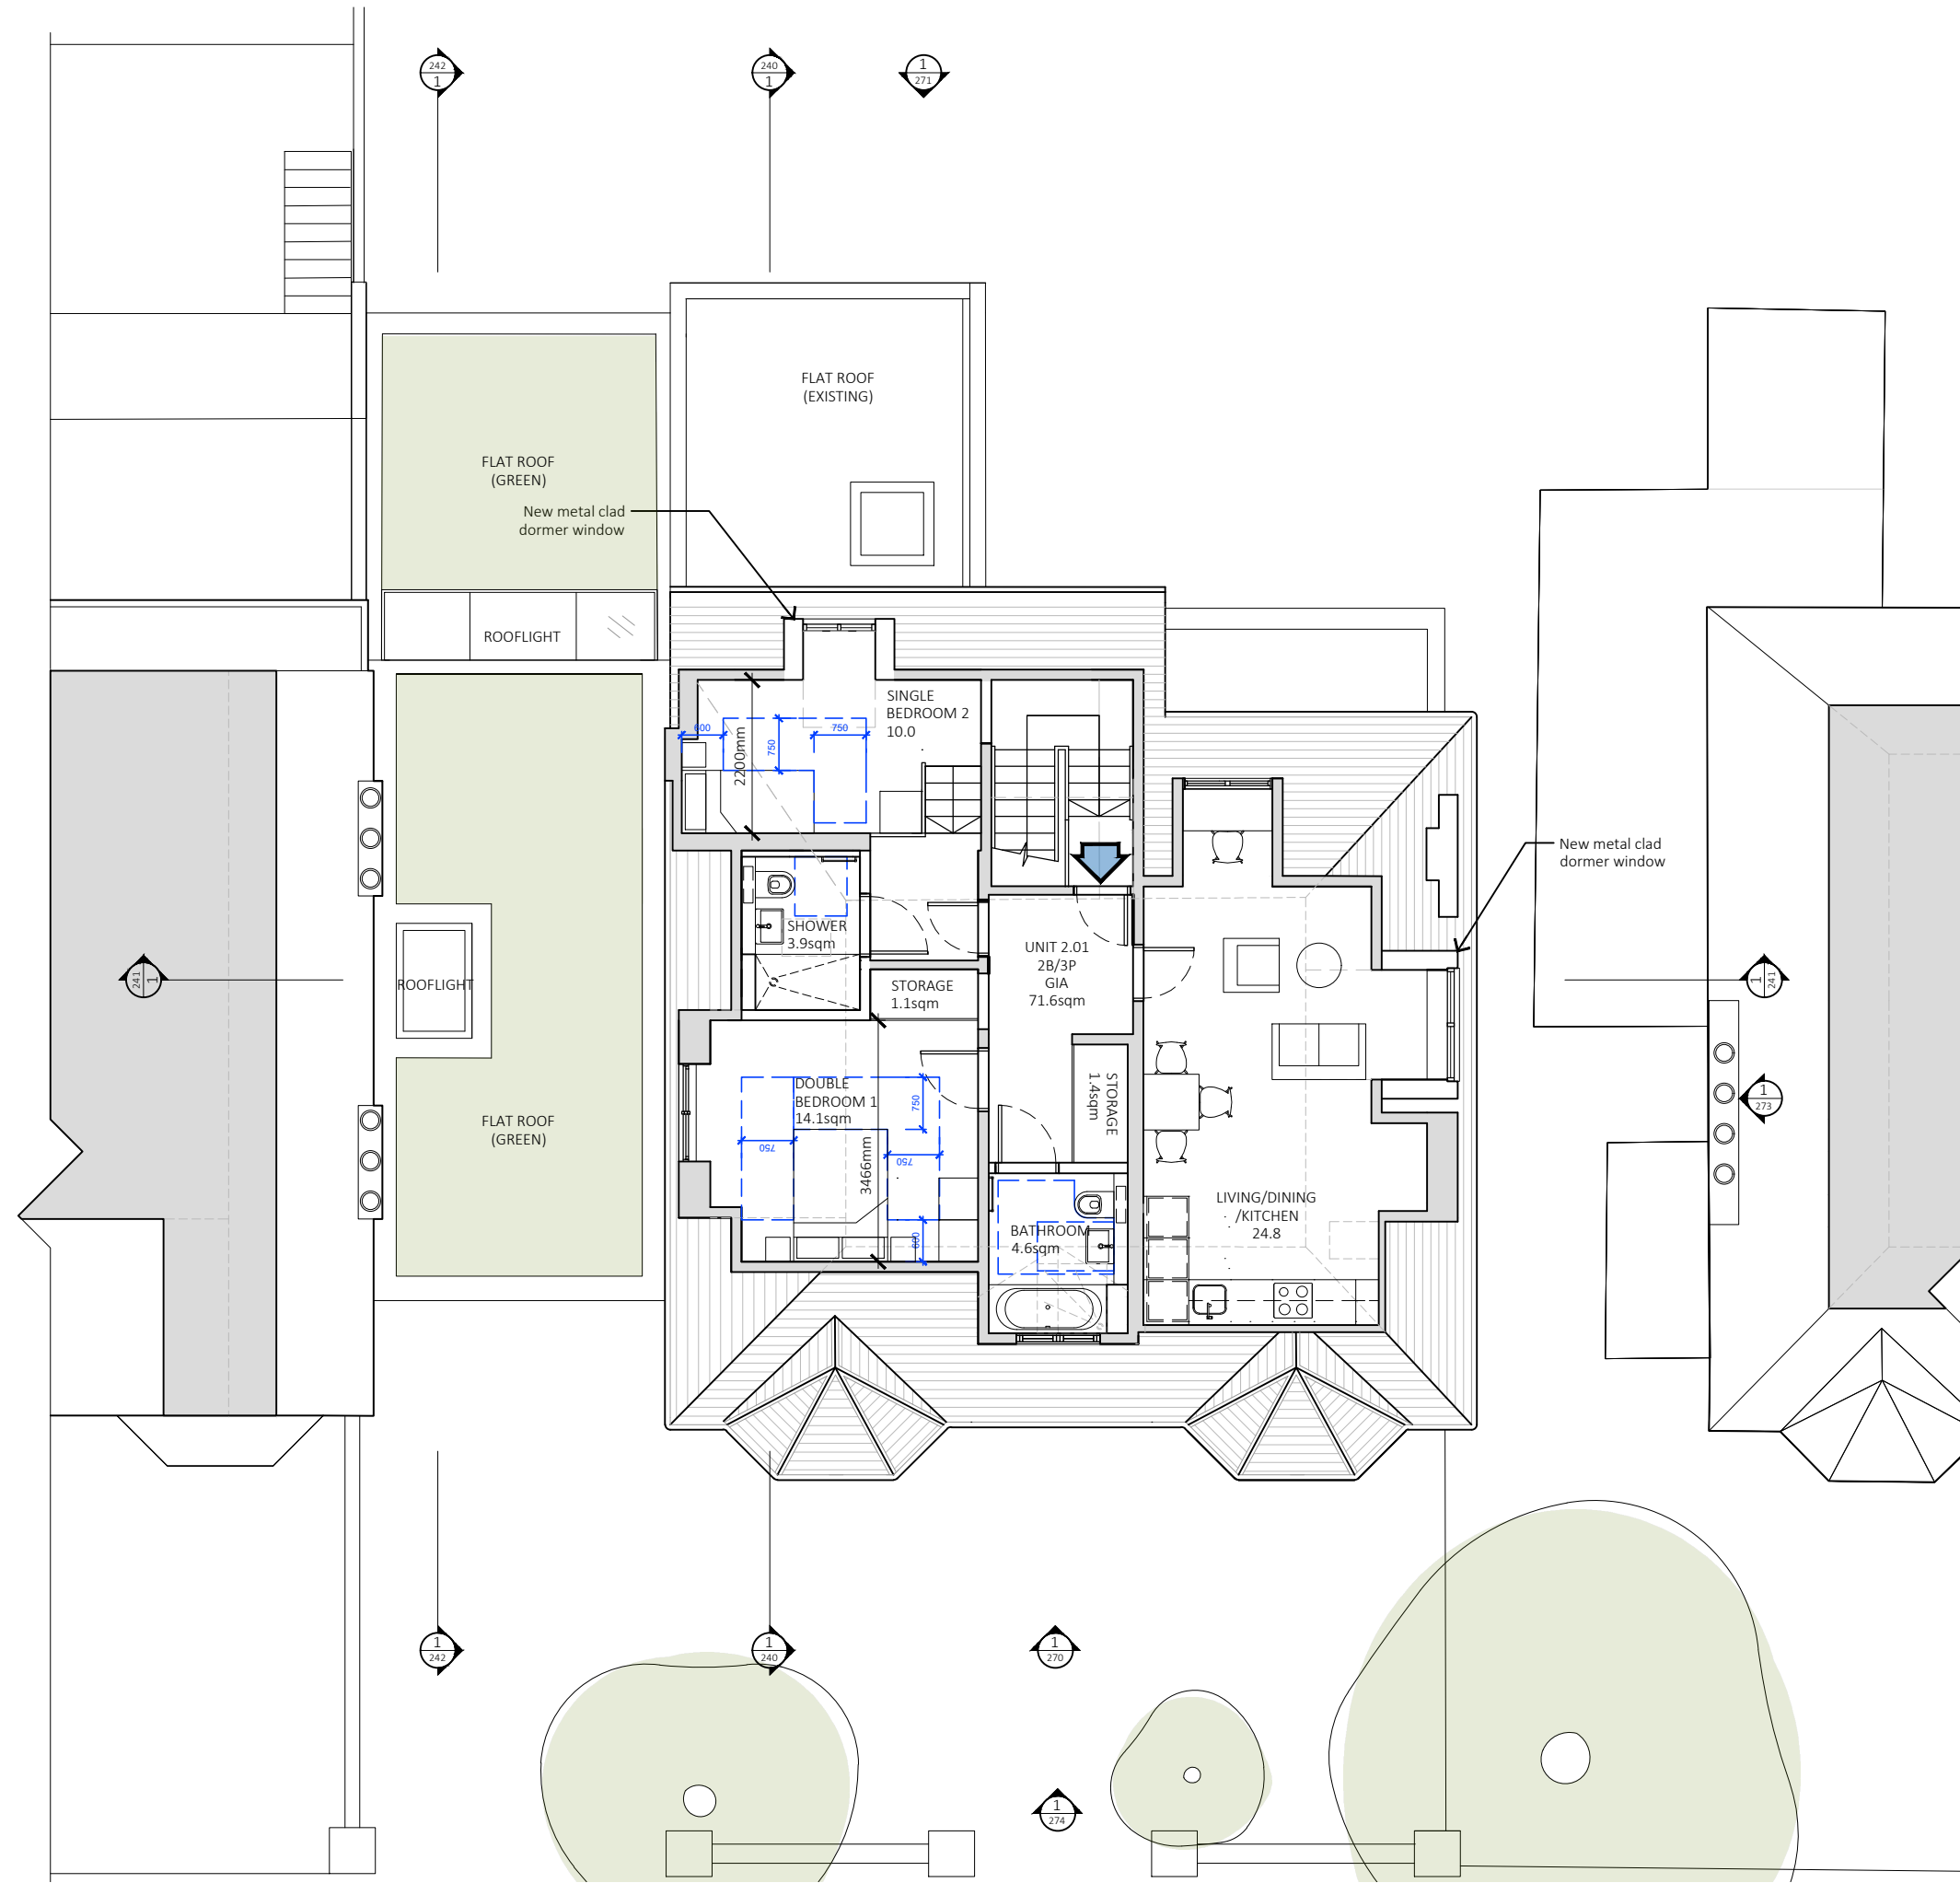 242
1
240
1
1
271
FLAT ROOF
(EXISTING)
FLAT ROOF
(GREEN)
New metal clad
dormer window
ROOFLIGHT
SINGLE
BEDROOM 2
10.0
600
750
750
2200mm
New metal clad
dormer window
SHOWER
3.9sqm
UNIT 2.01
2B/3P
GIA
71.6sqm
241
1
ROOFLIGHT
STORAGE
1.1sqm
1
241
DOUBLE
BEDROOM 1
14.1sqm
750
750
750
3466mm
600
STORAGE
1.4sqm
1
273
FLAT ROOF
(GREEN)
LIVING/DINING
/KITCHEN
24.8
BATHROOM
4.6sqm
1
242
1
240
1
270
1
274